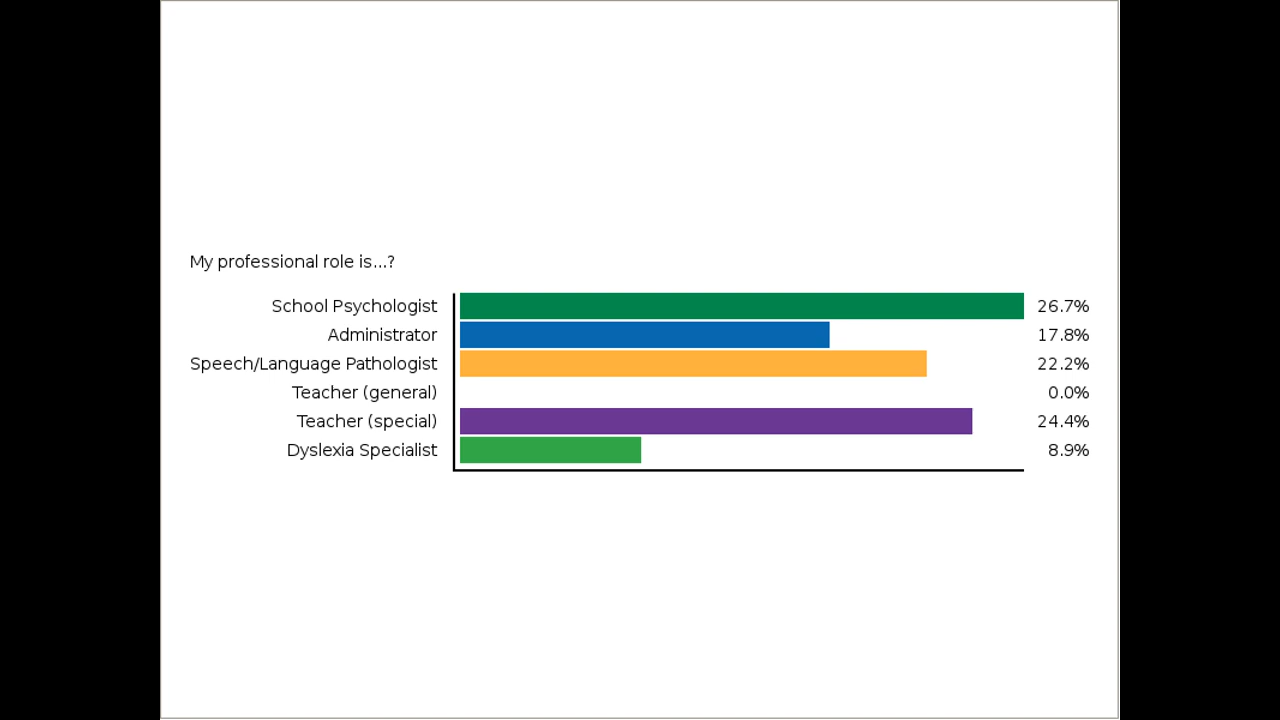 My professional role is...?
School Psychologist 26.7%
Administrator 17.8%
Speech/Language Pathologist 22.2%
Teacher (general) 0.0%
Teacher (special) 24.4%
Dyslexia Specialist 8.9%